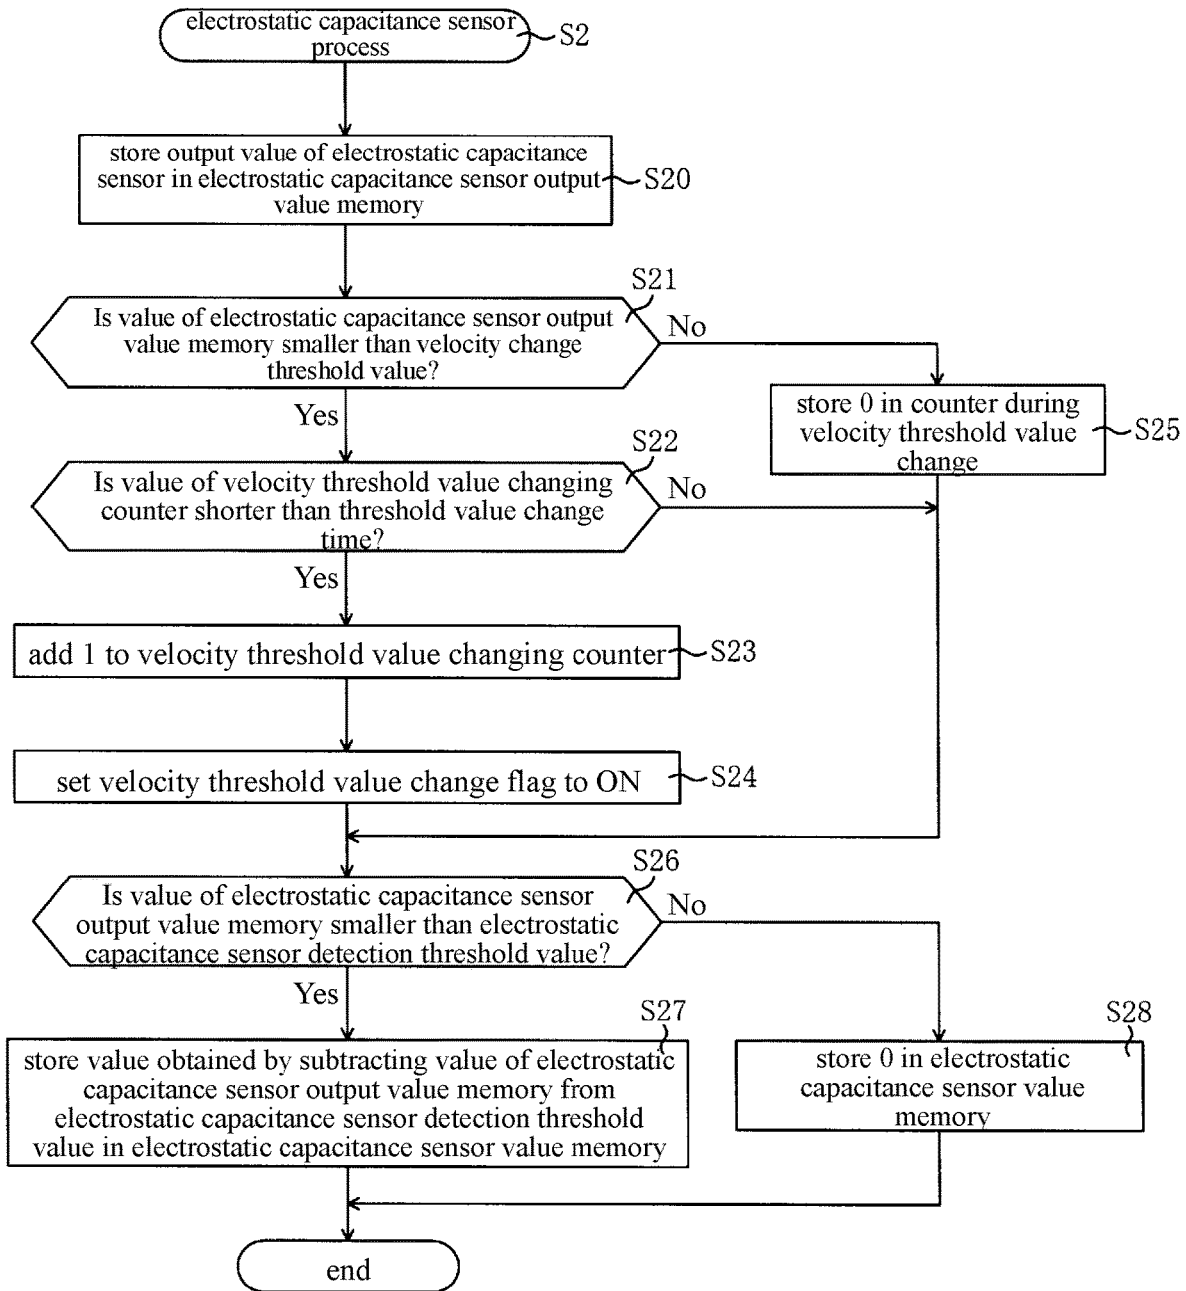 electrostatic capacitance sensor
process
S2
store output value of electrostatic capacitance
sensor in electrostatic capacitance sensor output
value memory
S20
S21
Is value of electrostatic capacitance sensor output
value memory smaller than velocity change
threshold value?
No
Yes
store 0 in counter during
velocity threshold value
change
S25
S22
Is value of velocity threshold value changing
counter shorter than threshold value change
time?
No
Yes
add 1 to velocity threshold value changing counter
S23
set velocity threshold value change flag to ON
S24
S26
Is value of electrostatic capacitance sensor
output value memory smaller than electrostatic
capacitance sensor detection threshold value?
No
Yes
S27
store value obtained by subtracting value of electrostatic
capacitance sensor output value memory from
electrostatic capacitance sensor detection threshold
value in electrostatic capacitance sensor value memory
S28
store 0 in electrostatic
capacitance sensor value
memory
end